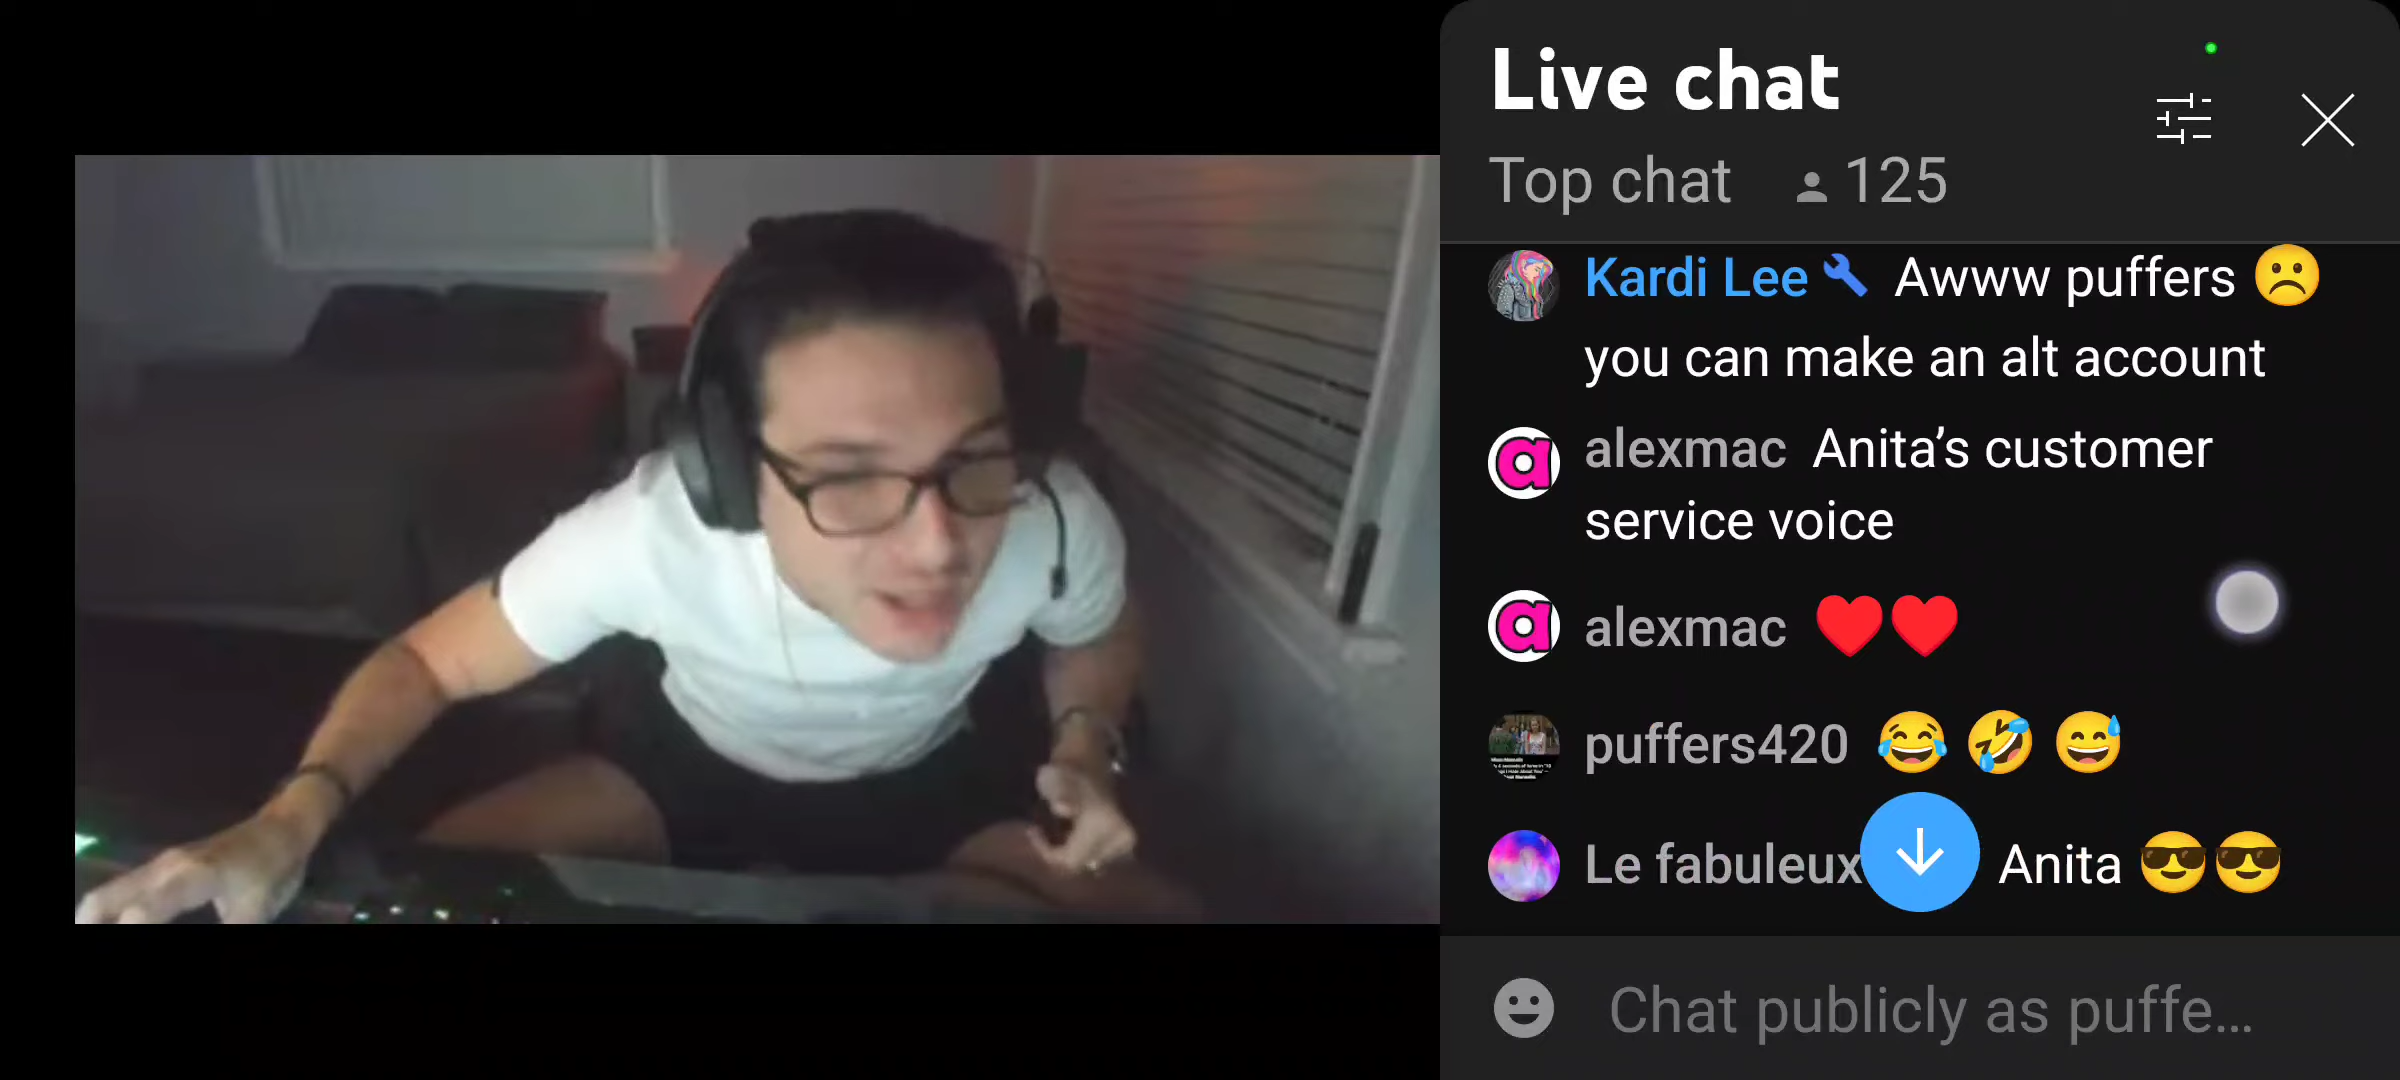 Live chat
Top chat 125
Kardi Lee Awww puffers ☹️
you can make an alt account
alexmac Anita’s customer
service voice
alexmac ❤️❤️
puffers420 😂🤣😅
Le fabuleux Anita 😎😎
Chat publicly as puffe...